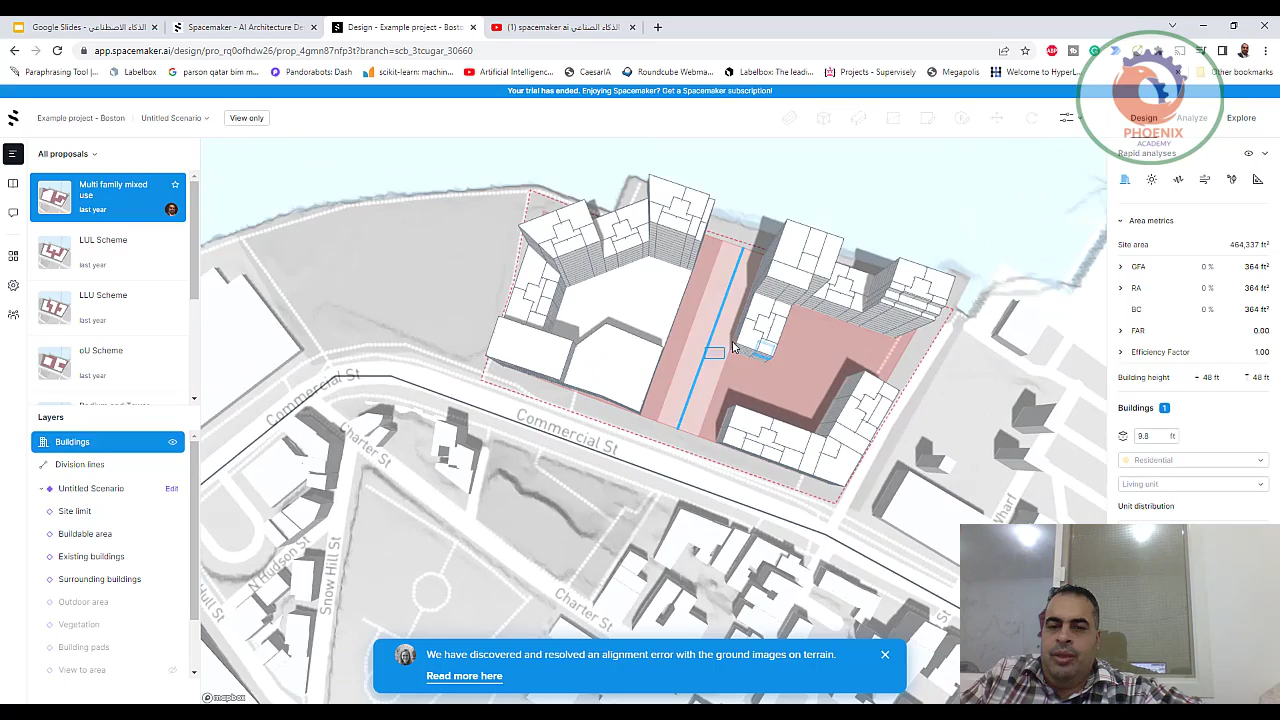 الذكاء الاصطناعي - Google Slides
Spacemaker - AI Architecture De
Design - Example project - Bosto
(1) spacemaker ai الذكاء الصناعي
app.spacemaker.ai/design/pro_rq0ofhdw26/prop_4gmn87nfp3t?branch=scb_3tcugar_30660
Paraphrasing Tool |
Labelbox
parson qatar bim m...
Pandorabots: Dash
scikit-learn: machin...
Artificial Intelligenc...
CaesarIA
Roundcube Webma...
Labelbox: The leadi...
Projects - Supervisely
Megapolis
Welcome to HyperL...
Other bookmarks
Your trial has ended. Enjoying Spacemaker? Get a Spacemaker subscription!
Example project - Boston
Untitled Scenario
View only
Design
Analyze
Explore
PHOENIX
ACADEMY
All proposals
Multi family mixed
use
last year
LUL Scheme
last year
LLU Scheme
last year
oU Scheme
last year
Layers
Buildings
Division lines
Untitled Scenario
Edit
Site limit
Buildable area
Existing buildings
Surrounding buildings
Outdoor area
Vegetation
Building pads
View to area
Commercial St
Commercial St
Charter St
Charter St
N Hudson St
Snow Hill St
Hull St
Wharf
St
mapbox
We have discovered and resolved an alignment error with the ground images on terrain.
Read more here
Rapid analyses
Area metrics
Site area
464,337 ft²
GFA
0 %
364 ft²
RA
0 %
364 ft²
BC
0 %
364 ft²
FAR
0.00
Efficiency Factor
1.00
Building height
48 ft
48 ft
Buildings
1
9.8
ft
Residential
Living unit
Unit distribution